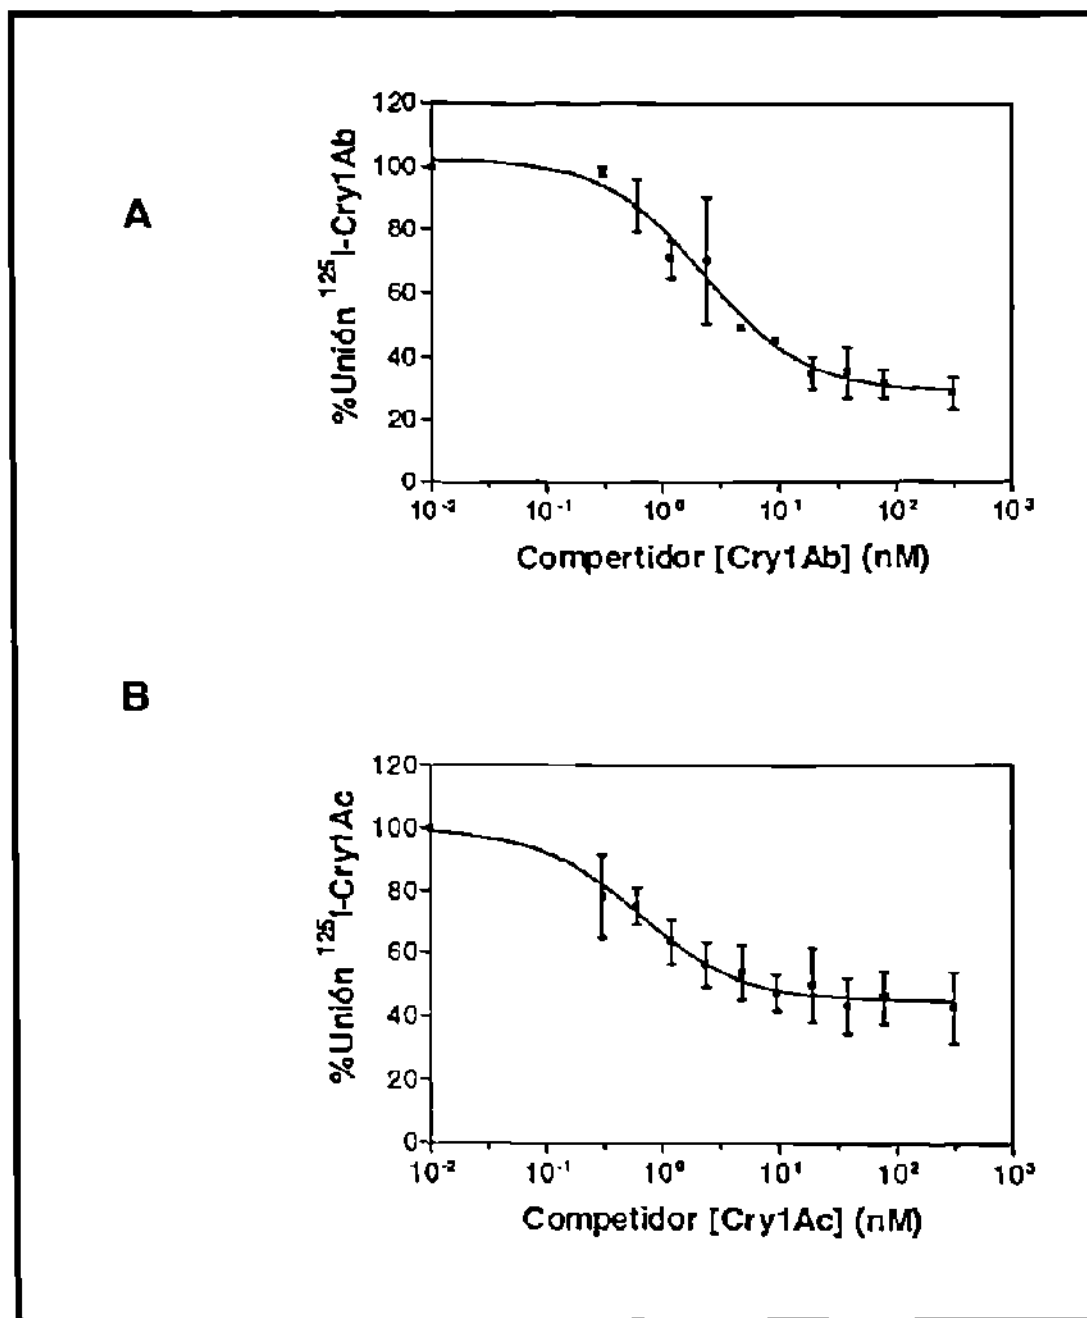 A
%Unión ¹²⁵I-Cry1Ab
120
100
80
60
40
20
0
10⁻² 10⁻¹ 10⁰ 10¹ 10² 10³
Compertidor [Cry1Ab] (nM)
B
%Unión ¹²⁵I-Cry1Ac
120
100
80
60
40
20
0
10⁻² 10⁻¹ 10⁰ 10¹ 10² 10³
Competidor [Cry1Ac] (nM)